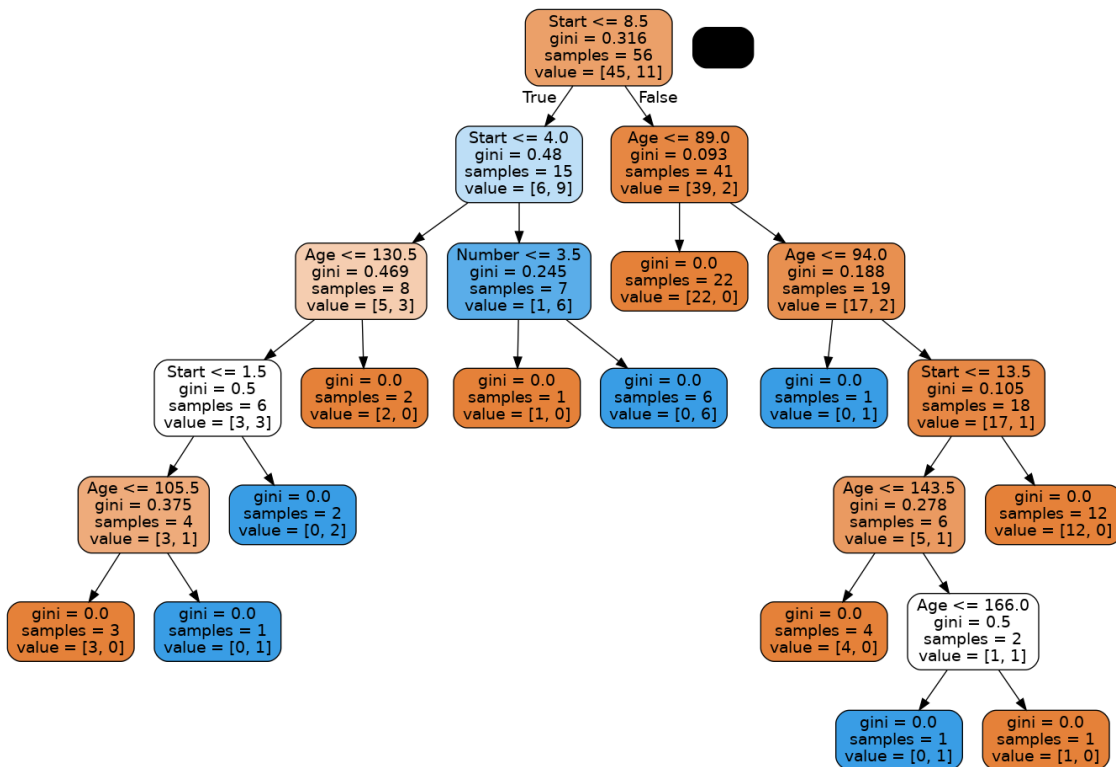 Start <= 8.5
gini = 0.316
samples = 56
value = [45, 11]
True
False
Start <= 4.0
gini = 0.48
samples = 15
value = [6, 9]
Age <= 89.0
gini = 0.093
samples = 41
value = [39, 2]
Age <= 130.5
gini = 0.469
samples = 8
value = [5, 3]
Number <= 3.5
gini = 0.245
samples = 7
value = [1, 6]
gini = 0.0
samples = 22
value = [22, 0]
Age <= 94.0
gini = 0.188
samples = 19
value = [17, 2]
Start <= 1.5
gini = 0.5
samples = 6
value = [3, 3]
gini = 0.0
samples = 2
value = [2, 0]
gini = 0.0
samples = 1
value = [1, 0]
gini = 0.0
samples = 6
value = [0, 6]
gini = 0.0
samples = 1
value = [0, 1]
Start <= 13.5
gini = 0.105
samples = 18
value = [17, 1]
Age <= 105.5
gini = 0.375
samples = 4
value = [3, 1]
gini = 0.0
samples = 2
value = [0, 2]
Age <= 143.5
gini = 0.278
samples = 6
value = [5, 1]
gini = 0.0
samples = 12
value = [12, 0]
gini = 0.0
samples = 3
value = [3, 0]
gini = 0.0
samples = 1
value = [0, 1]
gini = 0.0
samples = 4
value = [4, 0]
Age <= 166.0
gini = 0.5
samples = 2
value = [1, 1]
gini = 0.0
samples = 1
value = [0, 1]
gini = 0.0
samples = 1
value = [1, 0]